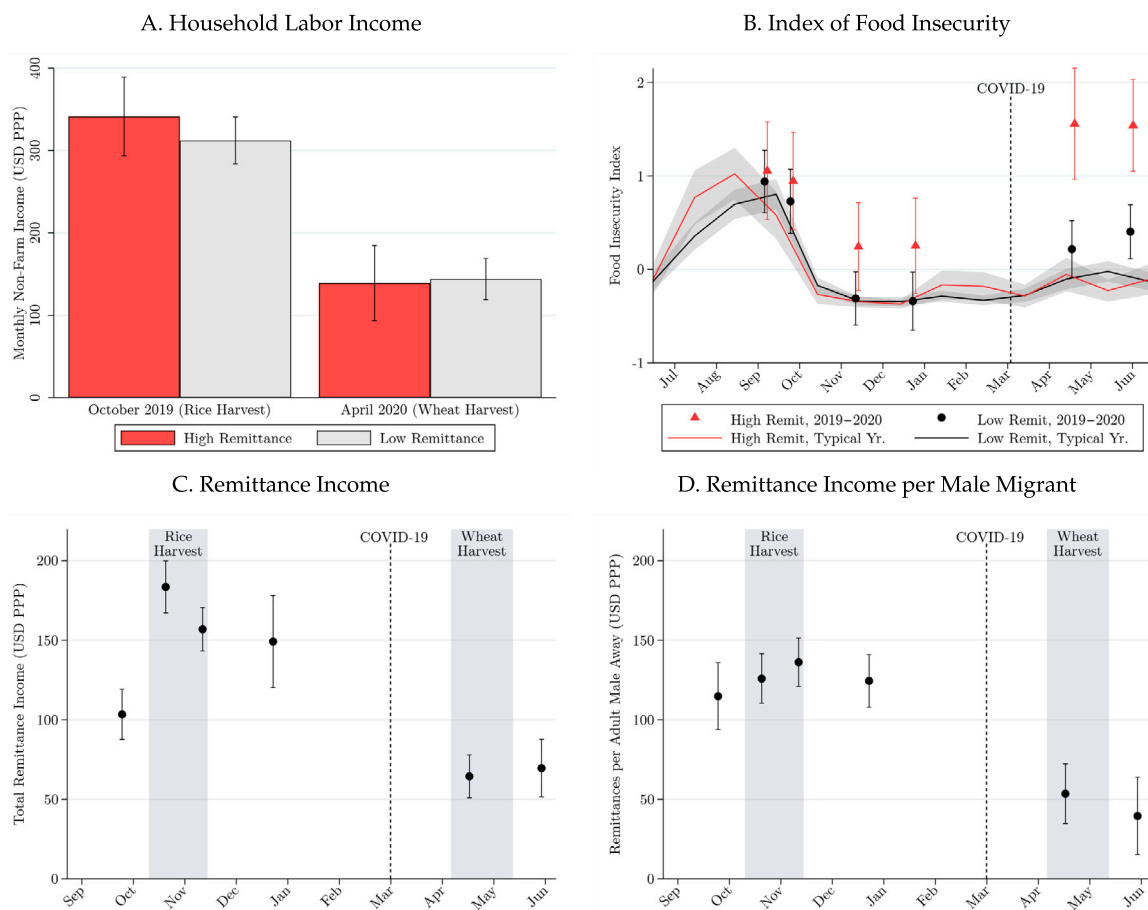 A. Household Labor Income
Monthly Non-Farm Income (USD PPP)
400
300
200
100
0
October 2019 (Rice Harvest)
April 2020 (Wheat Harvest)
High Remittance
Low Remittance
B. Index of Food Insecurity
Food Insecurity Index
2
1
0
-1
COVID-19
Jul
Aug
Sep
Oct
Nov
Dec
Jan
Feb
Mar
Apr
May
Jun
High Remit, 2019−2020
Low Remit, 2019−2020
High Remit, Typical Yr.
Low Remit, Typical Yr.
C. Remittance Income
Total Remittance Income (USD PPP)
200
150
100
50
0
Rice
Harvest
COVID-19
Wheat
Harvest
Sep
Oct
Nov
Dec
Jan
Feb
Mar
Apr
May
Jun
D. Remittance Income per Male Migrant
Remittances per Adult Male Away (USD PPP)
200
150
100
50
0
Rice
Harvest
COVID-19
Wheat
Harvest
Sep
Oct
Nov
Dec
Jan
Feb
Mar
Apr
May
Jun